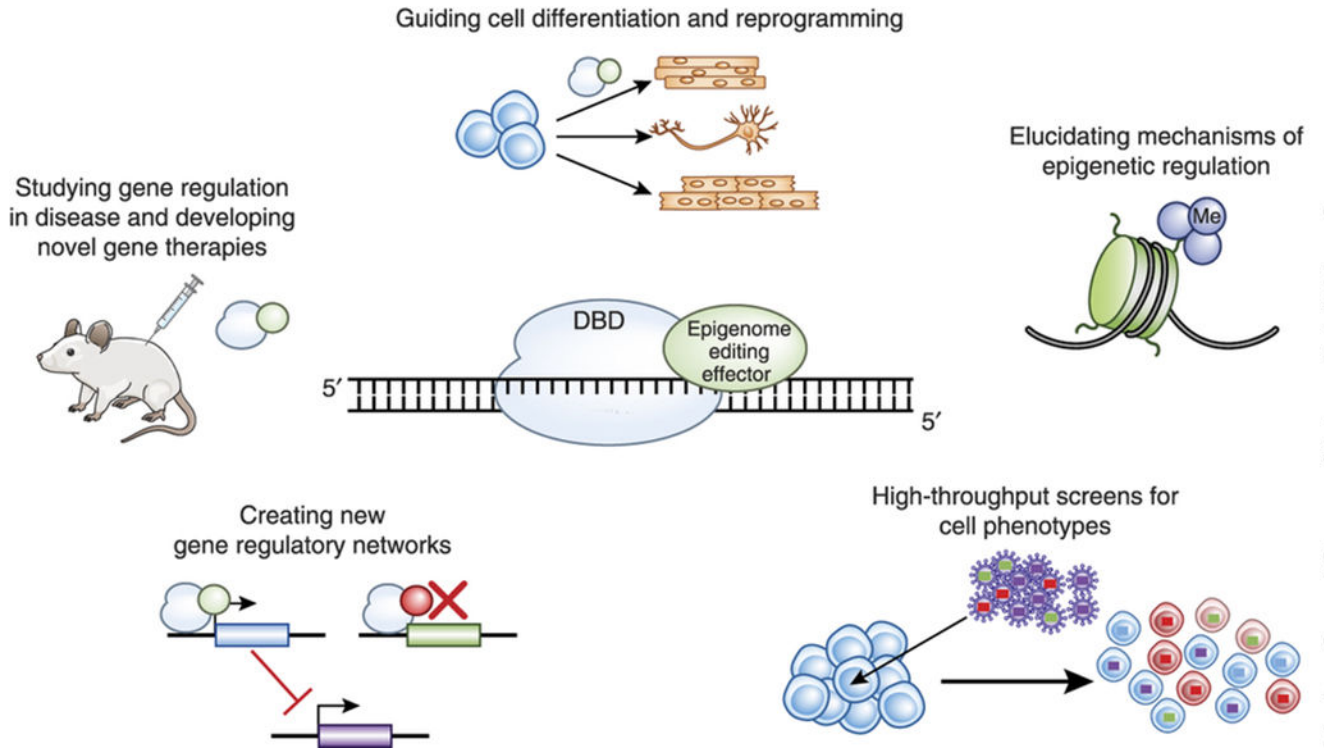 Guiding cell differentiation and reprogramming
Elucidating mechanisms of
epigenetic regulation
Me
Studying gene regulation
in disease and developing
novel gene therapies
DBD
Epigenome
editing
effector
5′
5′
Creating new
gene regulatory networks
High-throughput screens for
cell phenotypes